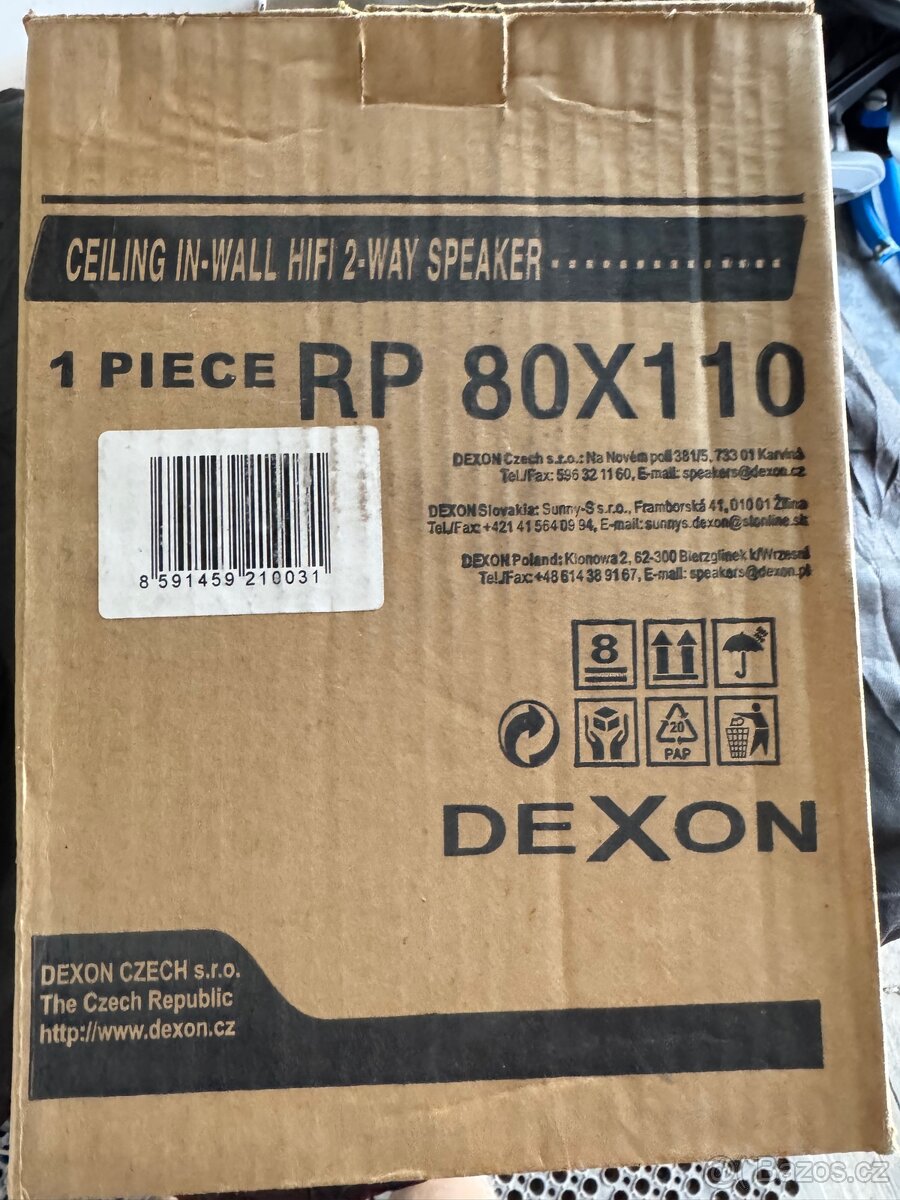 CEILING IN-WALL HIFI 2-WAY SPEAKER
1 PIECE RP 80X110
DEXON Czech s.r.o.: Na Novém poli 381/5, 733 01 Karviná
Tel./Fax: 596 32 11 60, E-mail: speakers@dexon.cz
DEXON Slovakia: Sunny-S s.r.o., Framborská 41, 010 01 Žilina
Tel./Fax: +421 41 564 09 94, E-mail: sunnys.dexon@slonline.sk
DEXON Poland: Klonowa 2, 62-300 Bierzglinek k/Wrzesni
Tel./Fax: +48 614 38 91 67, E-mail: speakers@dexon.pl
8 591459 210031
8
20
PAP
DEXON
DEXON CZECH s.r.o.
The Czech Republic
http://www.dexon.cz
Bazos.cz